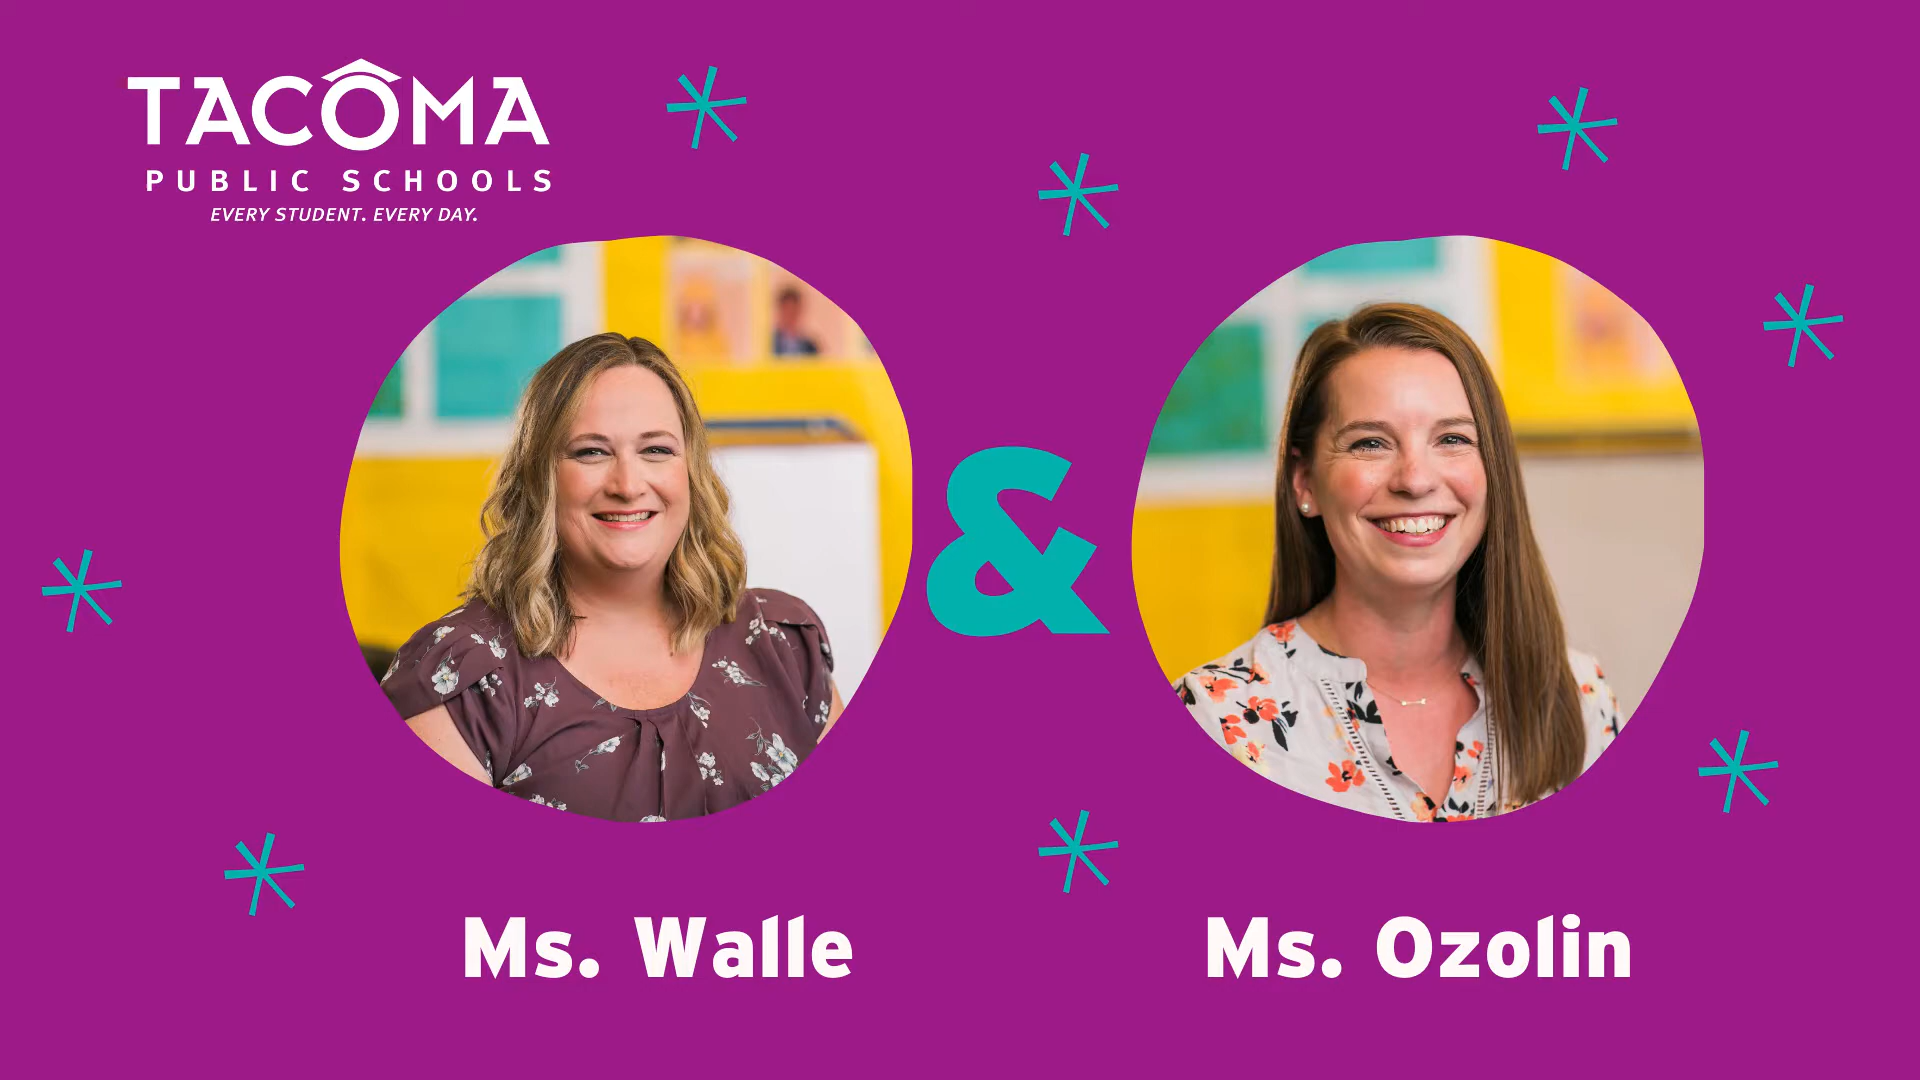 TACOMA
PUBLIC SCHOOLS
EVERY STUDENT. EVERY DAY.
&
Ms. Walle
Ms. Ozolin